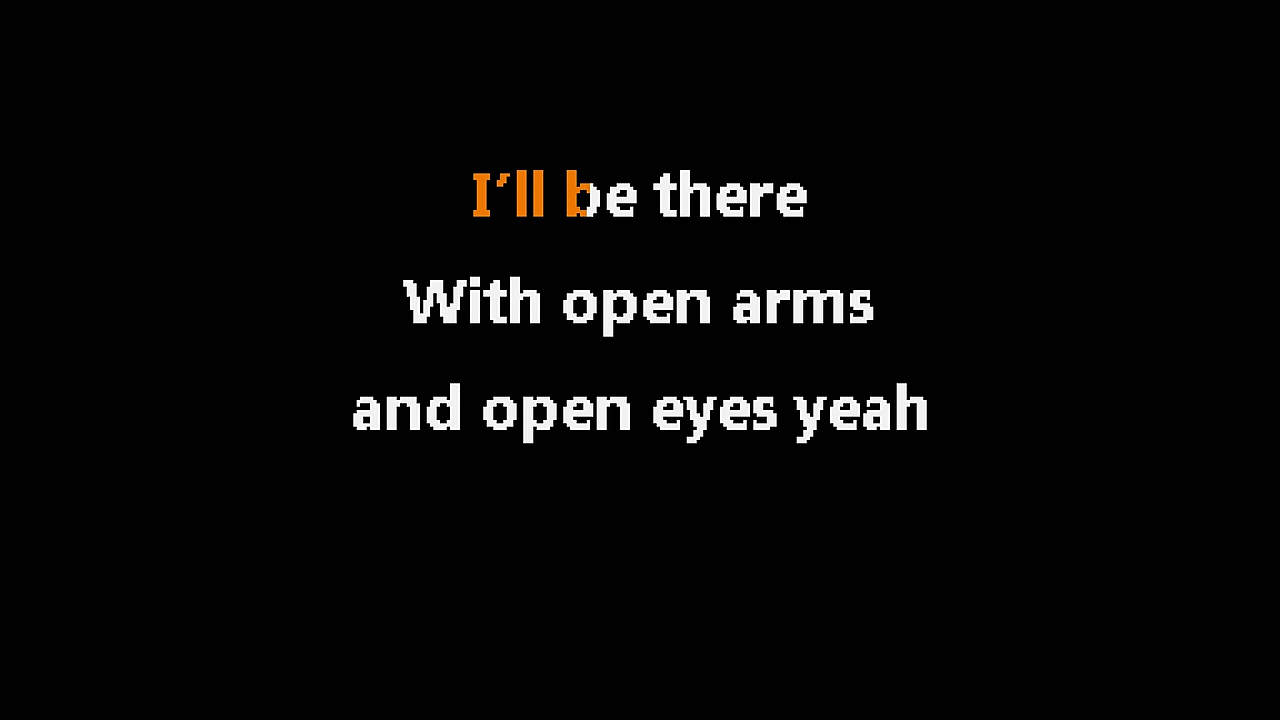 I’ll be there
With open arms
and open eyes yeah